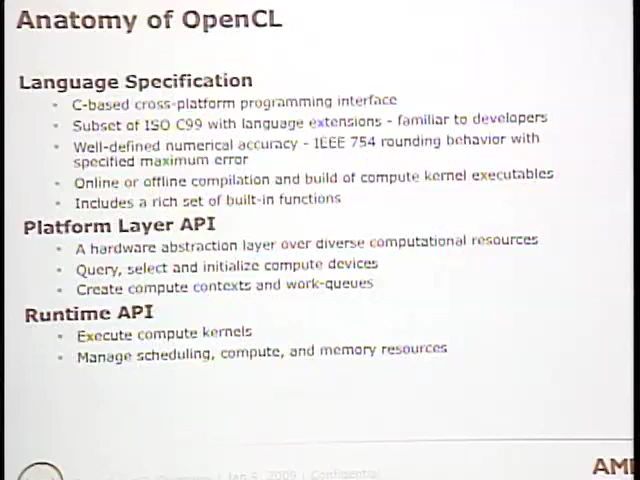 Anatomy of OpenCL
Language Specification
C-based cross-platform programming interface
Subset of ISO C99 with language extensions - familiar to developers
Well-defined numerical accuracy - IEEE 754 rounding behavior with
specified maximum error
Online or offline compilation and build of compute kernel executables
Includes a rich set of built-in functions
Platform Layer API
A hardware abstraction layer over diverse computational resources
Query, select and initialize compute devices
Create compute contexts and work-queues
Runtime API
Execute compute kernels
Manage scheduling, compute, and memory resources
Jan 9, 2009 | Confidential
AM